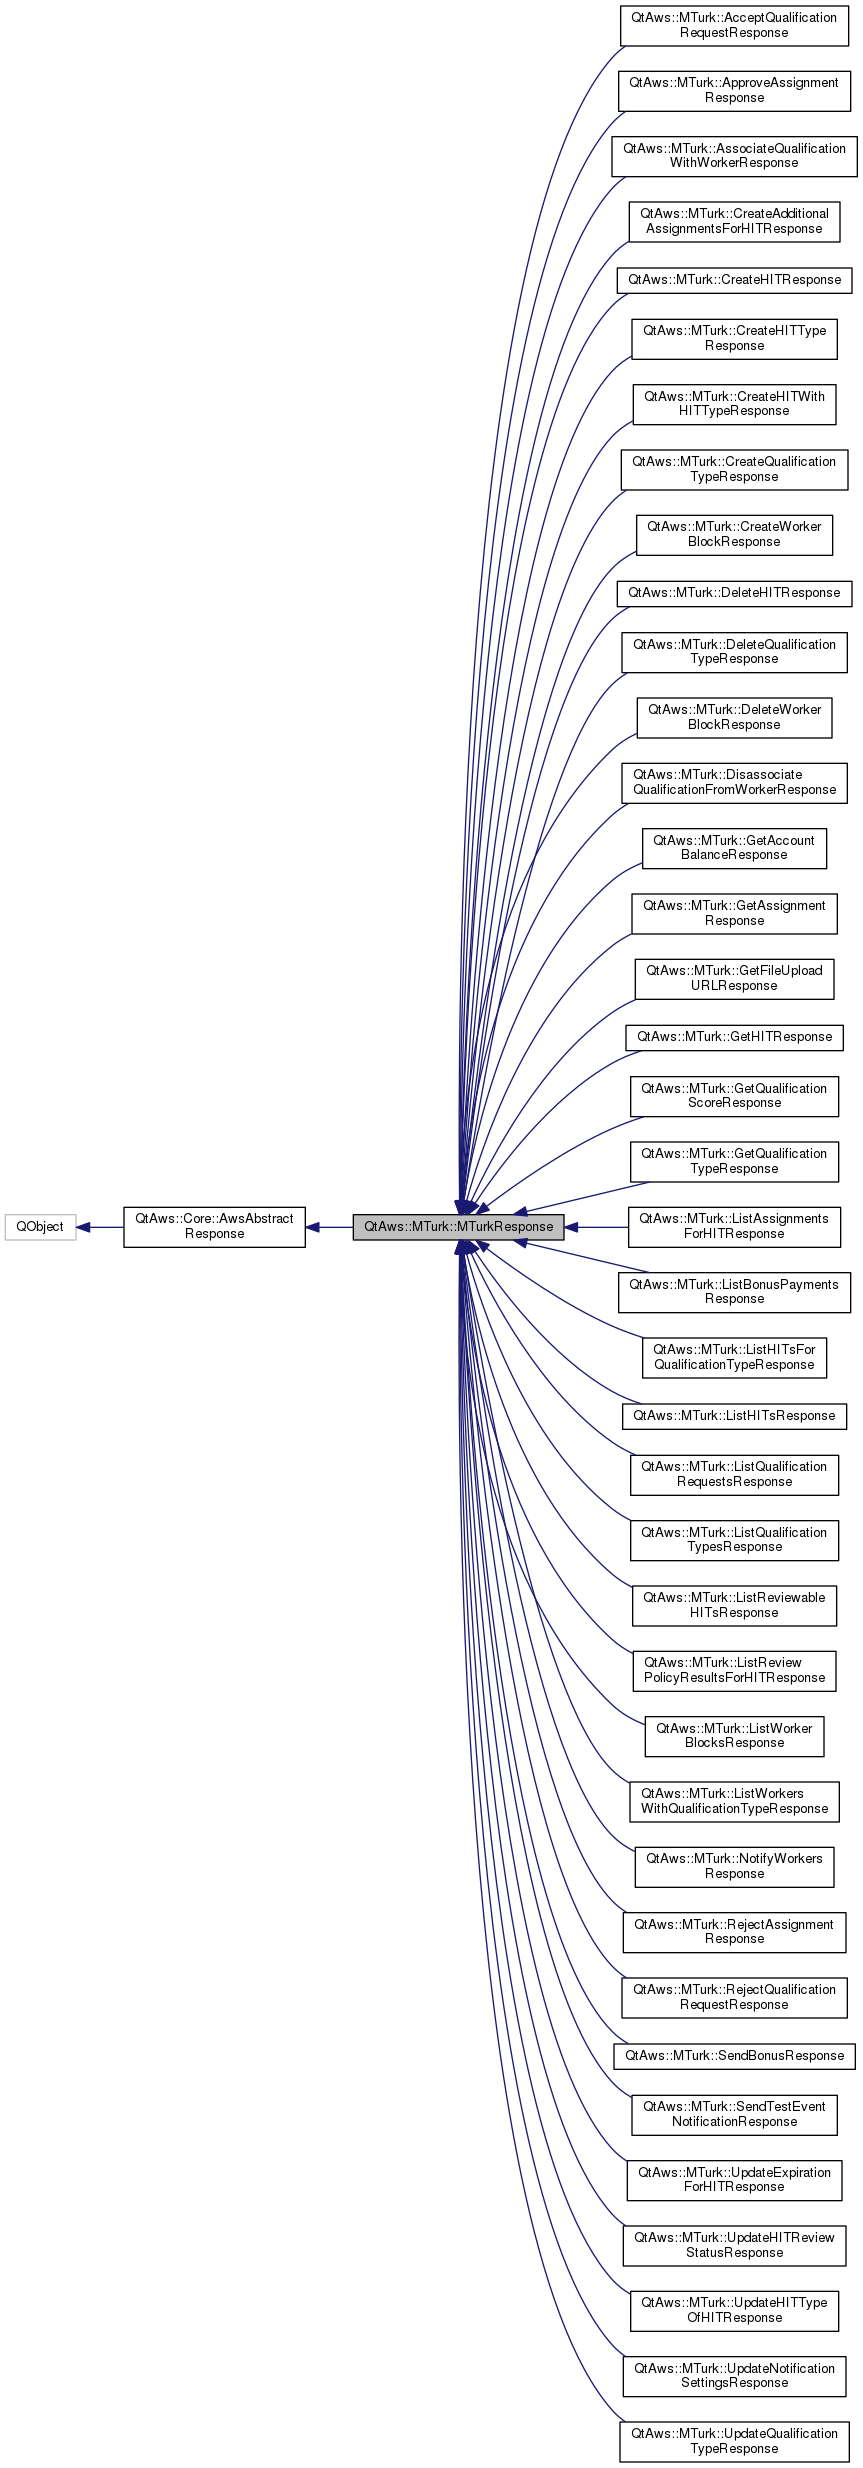 QObject
QtAws::Core::AwsAbstract
Response
QtAws::MTurk::MTurkResponse
QtAws::MTurk::AcceptQualification
RequestResponse
QtAws::MTurk::ApproveAssignment
Response
QtAws::MTurk::AssociateQualification
WithWorkerResponse
QtAws::MTurk::CreateAdditional
AssignmentsForHITResponse
QtAws::MTurk::CreateHITResponse
QtAws::MTurk::CreateHITType
Response
QtAws::MTurk::CreateHITWith
HITTypeResponse
QtAws::MTurk::CreateQualification
TypeResponse
QtAws::MTurk::CreateWorker
BlockResponse
QtAws::MTurk::DeleteHITResponse
QtAws::MTurk::DeleteQualification
TypeResponse
QtAws::MTurk::DeleteWorker
BlockResponse
QtAws::MTurk::Disassociate
QualificationFromWorkerResponse
QtAws::MTurk::GetAccount
BalanceResponse
QtAws::MTurk::GetAssignment
Response
QtAws::MTurk::GetFileUpload
URLResponse
QtAws::MTurk::GetHITResponse
QtAws::MTurk::GetQualification
ScoreResponse
QtAws::MTurk::GetQualification
TypeResponse
QtAws::MTurk::ListAssignments
ForHITResponse
QtAws::MTurk::ListBonusPayments
Response
QtAws::MTurk::ListHITsFor
QualificationTypeResponse
QtAws::MTurk::ListHITsResponse
QtAws::MTurk::ListQualification
RequestsResponse
QtAws::MTurk::ListQualification
TypesResponse
QtAws::MTurk::ListReviewable
HITsResponse
QtAws::MTurk::ListReview
PolicyResultsForHITResponse
QtAws::MTurk::ListWorker
BlocksResponse
QtAws::MTurk::ListWorkers
WithQualificationTypeResponse
QtAws::MTurk::NotifyWorkers
Response
QtAws::MTurk::RejectAssignment
Response
QtAws::MTurk::RejectQualification
RequestResponse
QtAws::MTurk::SendBonusResponse
QtAws::MTurk::SendTestEvent
NotificationResponse
QtAws::MTurk::UpdateExpiration
ForHITResponse
QtAws::MTurk::UpdateHITReview
StatusResponse
QtAws::MTurk::UpdateHITType
OfHITResponse
QtAws::MTurk::UpdateNotification
SettingsResponse
QtAws::MTurk::UpdateQualification
TypeResponse